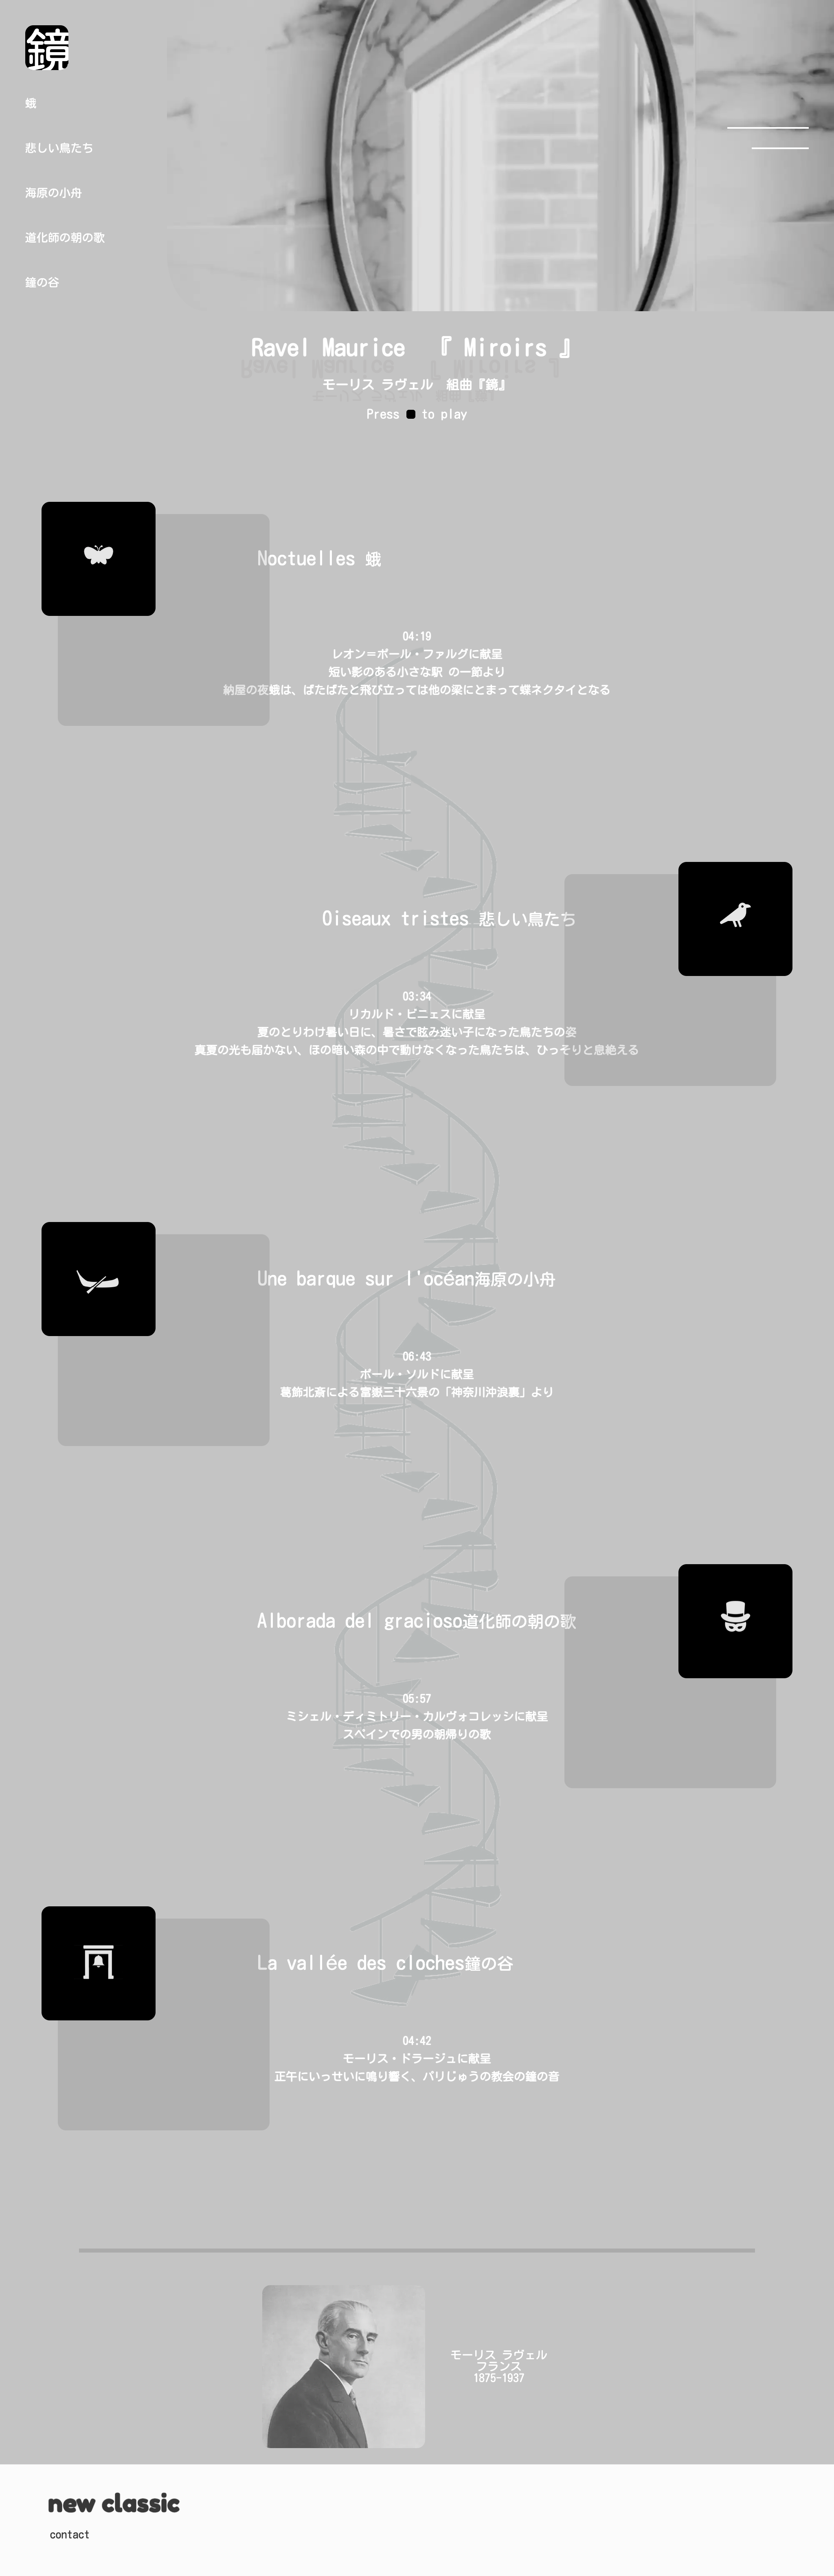 鏡
蛾
悲しい鳥たち
海原の小舟
道化師の朝の歌
鐘の谷
Ravel Maurice 『 Miroirs 』
モーリス ラヴェル 組曲『鏡』
Press to play
Noctuelles 蛾
04:19
レオン＝ポール・ファルグに献呈
短い影のある小さな駅 の一節より
納屋の夜蛾は、ばたばたと飛び立っては他の梁にとまって蝶ネクタイとなる
Oiseaux tristes 悲しい鳥たち
03:34
リカルド・ビニェスに献呈
夏のとりわけ暑い日に、暑さで眩み迷い子になった鳥たちの姿
真夏の光も届かない、ほの暗い森の中で動けなくなった鳥たちは、ひっそりと息絶える
Une barque sur l'océan海原の小舟
06:43
ポール・ソルドに献呈
葛飾北斎による富嶽三十六景の「神奈川沖浪裏」より
Alborada del gracioso道化師の朝の歌
05:57
ミシェル・ディミトリー・カルヴォコレッシに献呈
スペインでの男の朝帰りの歌
La vallée des cloches鐘の谷
04:42
モーリス・ドラージュに献呈
正午にいっせいに鳴り響く、パリじゅうの教会の鐘の音
モーリス ラヴェル
フランス
1875-1937
new classic
contact